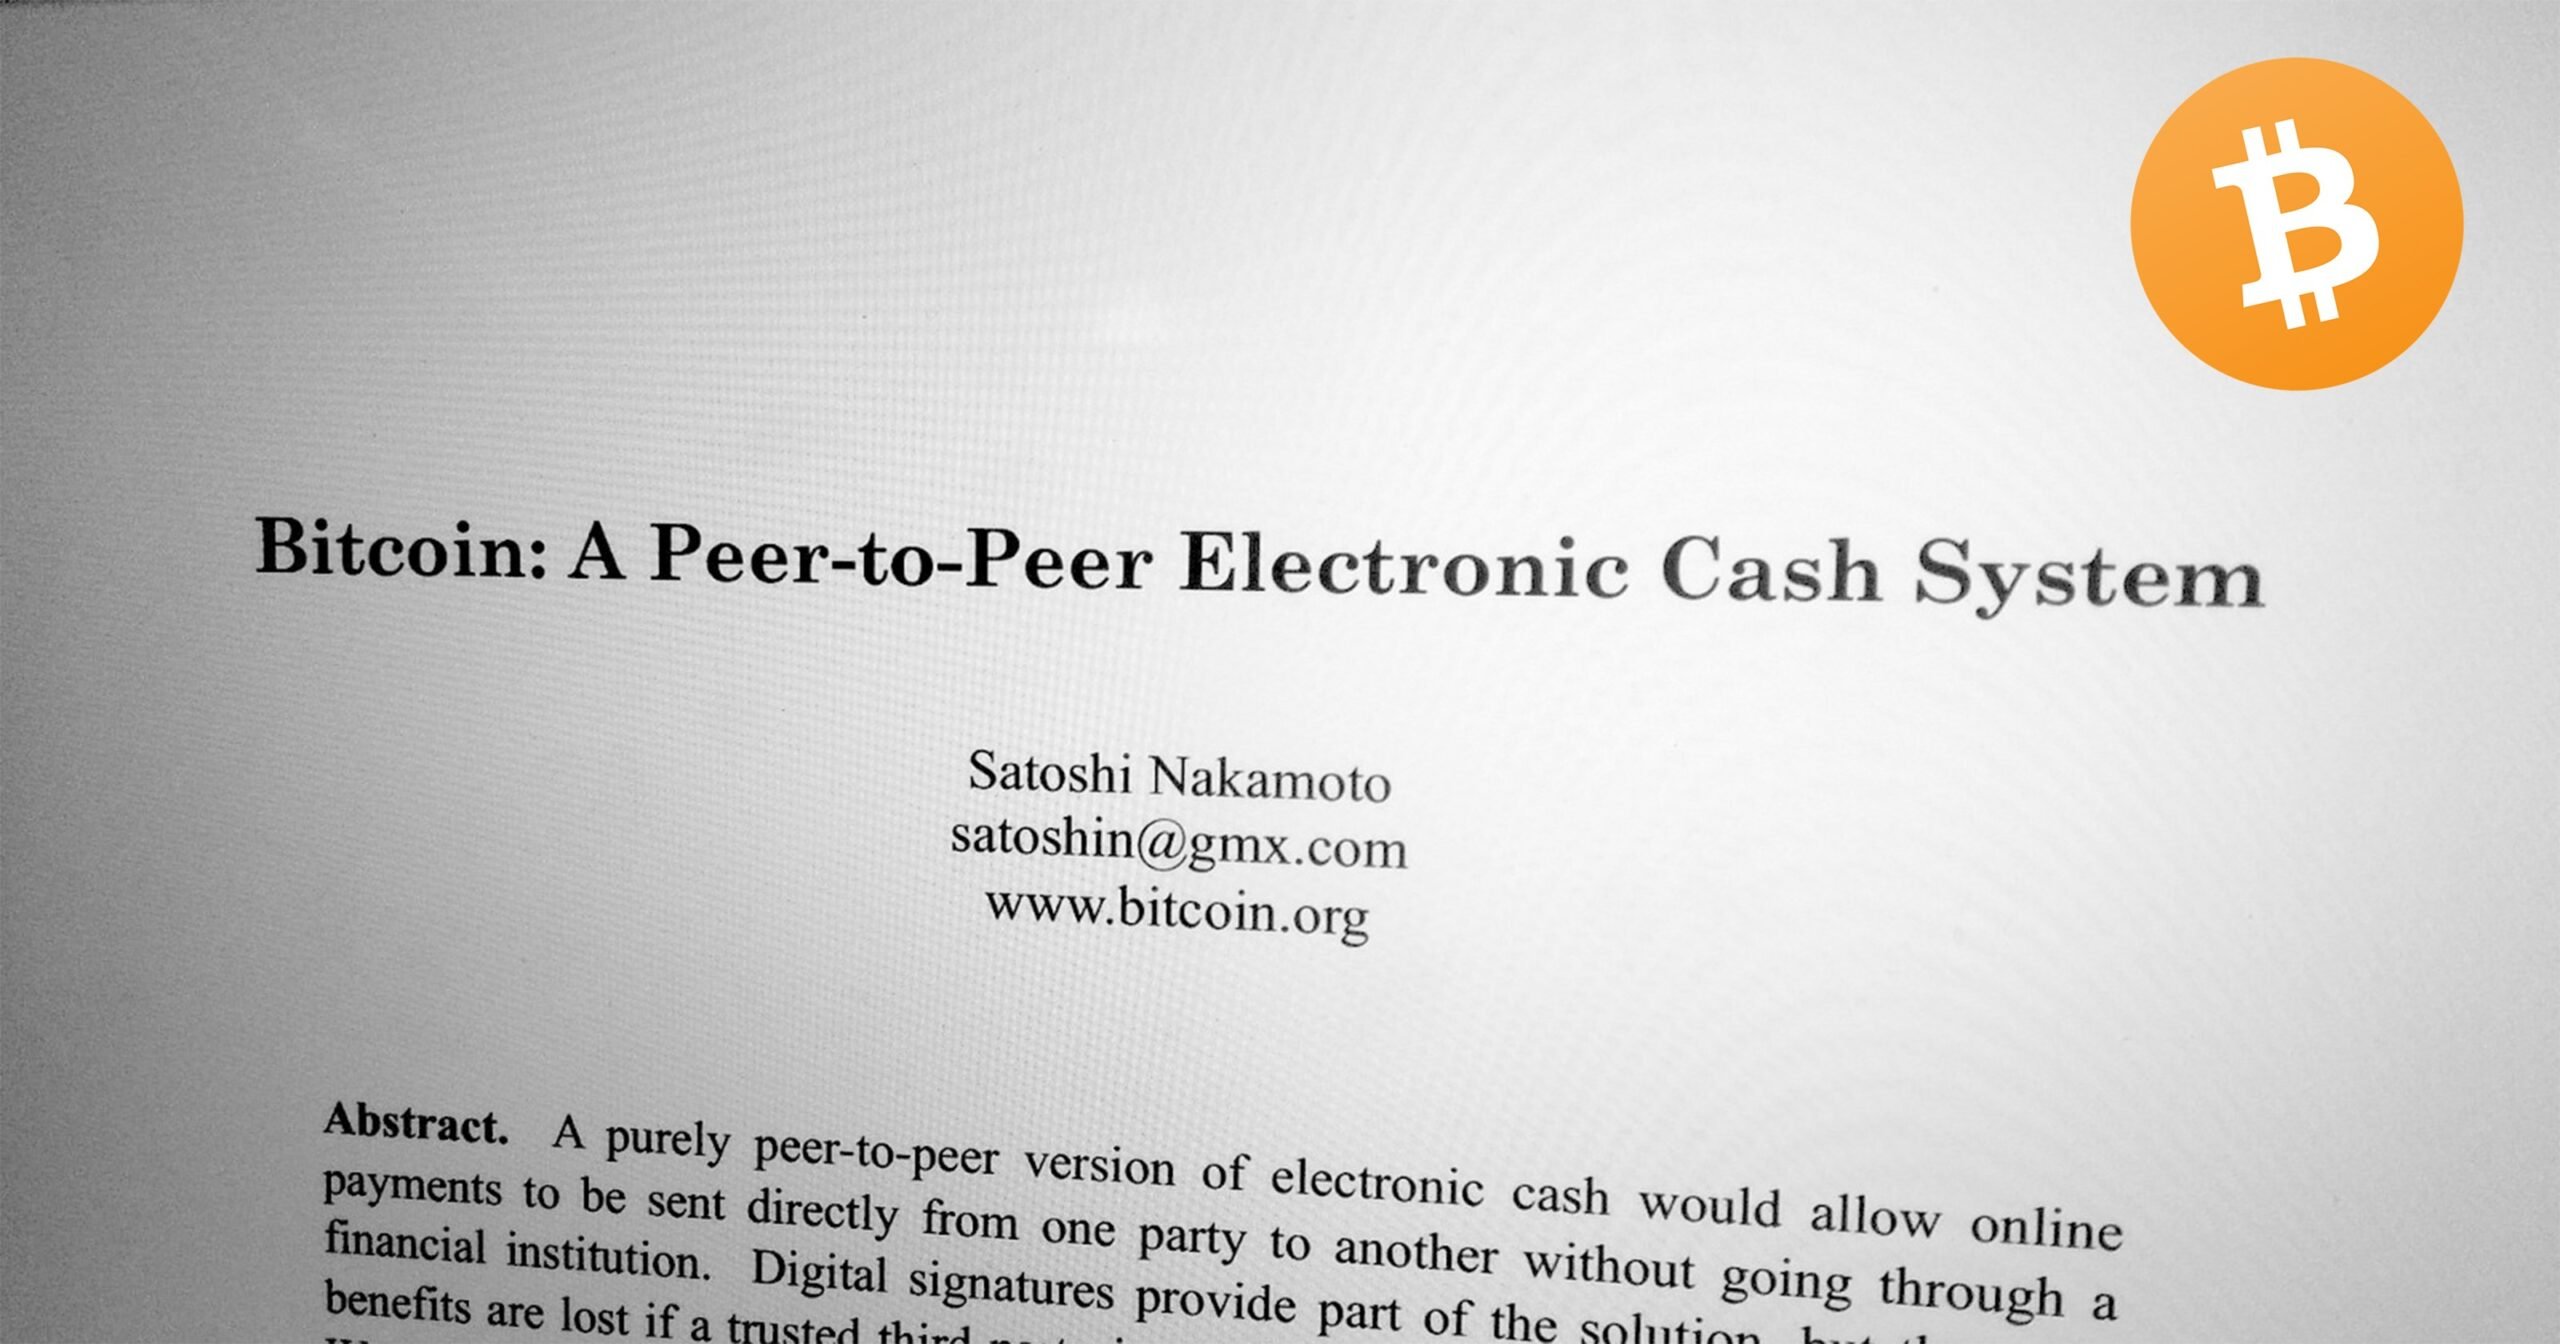 Bitcoin: A Peer-to-Peer Electronic Cash System
Satoshi Nakamoto
satoshin@gmx.com
www.bitcoin.org
Abstract. A purely peer-to-peer version of electronic cash would allow online
payments to be sent directly from one party to another without going through a
financial institution. Digital signatures provide part of the solution, but
benefits are lost if a trusted third